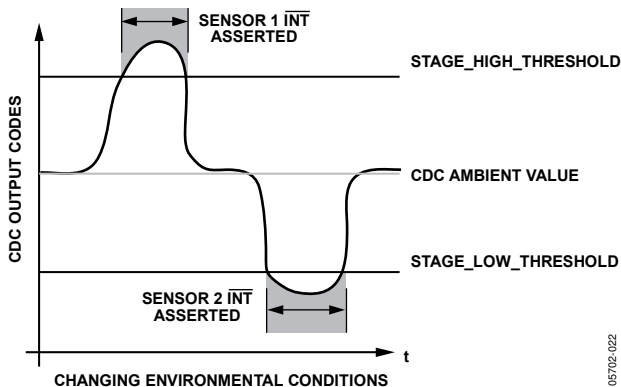 SENSOR 1 INT
ASSERTED
STAGE_HIGH_THRESHOLD
CDC OUTPUT CODES
CDC AMBIENT VALUE
STAGE_LOW_THRESHOLD
SENSOR 2 INT
ASSERTED
t
CHANGING ENVIRONMENTAL CONDITIONS
05702-022